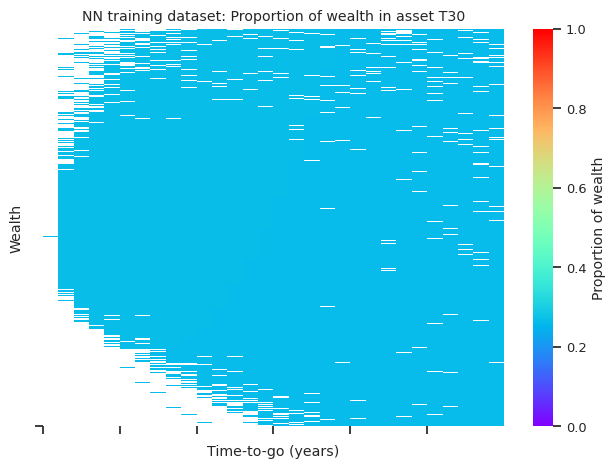 NN training dataset: Proportion of wealth in asset T30
Wealth
Time-to-go (years)
1.0
0.8
0.6
0.4
0.2
0.0
Proportion of wealth